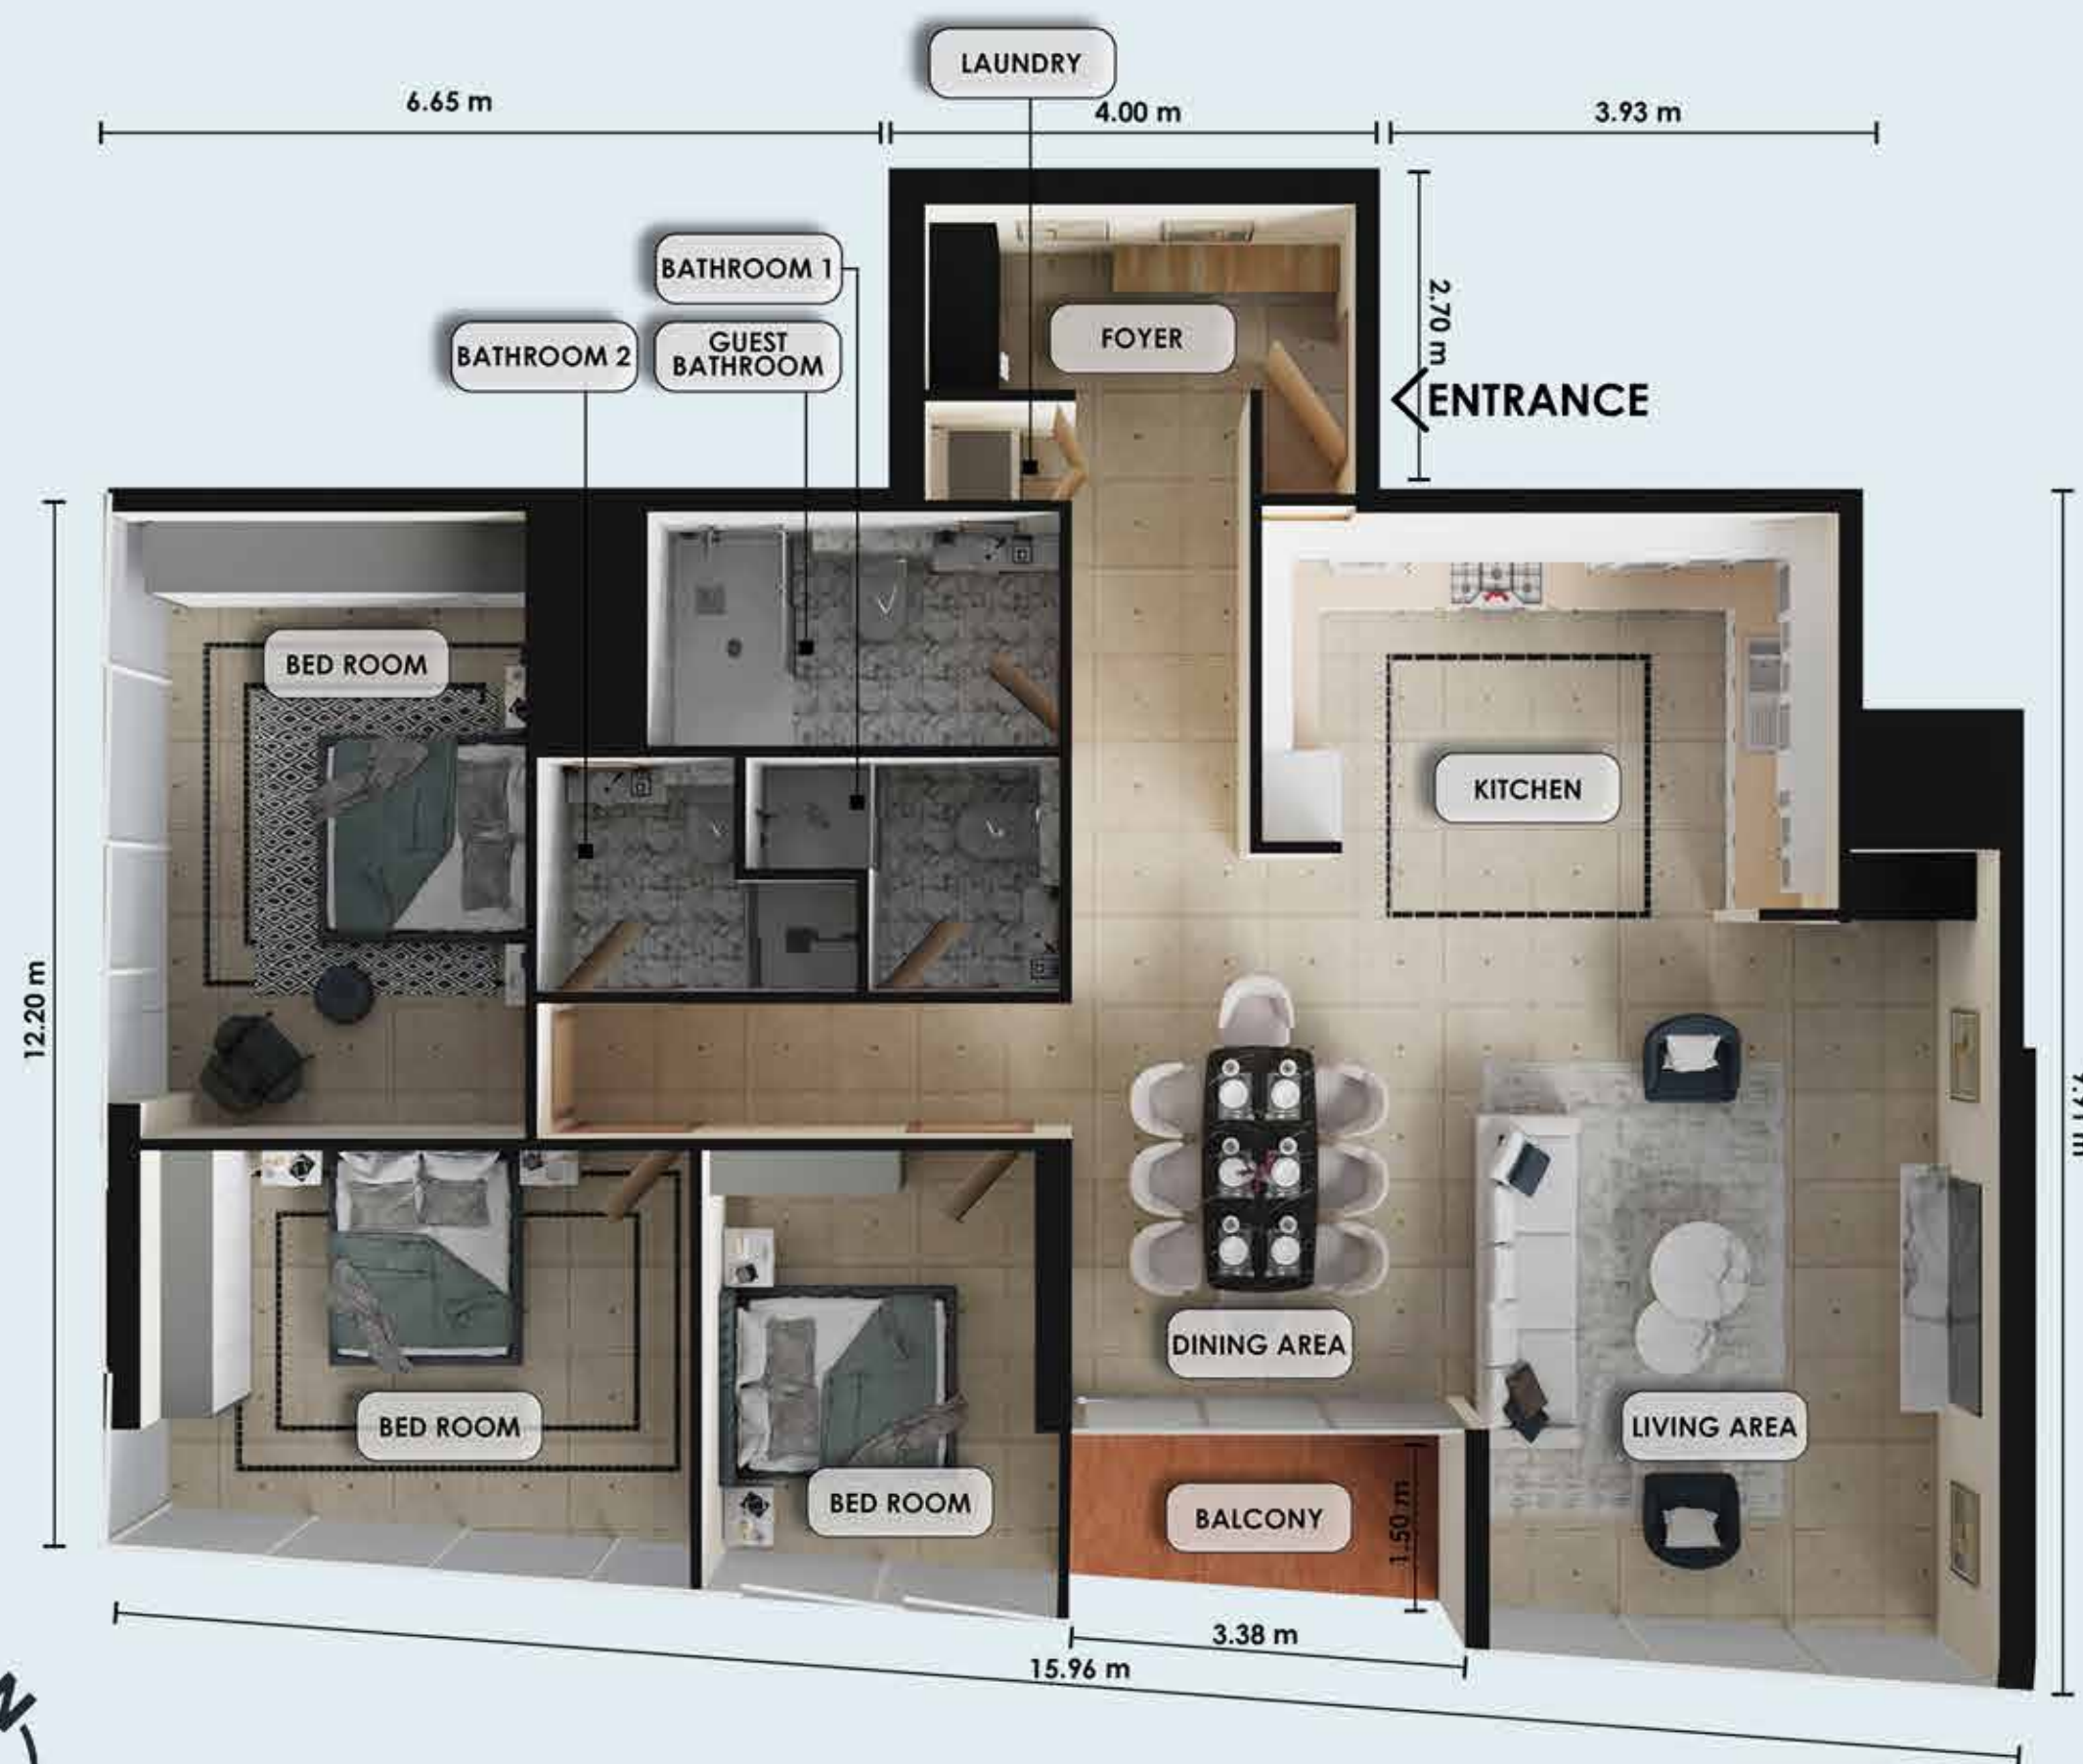 LAUNDRY
6.65 m
4.00 m
3.93 m
BATHROOM 1
2.70 m
BATHROOM 2
GUEST
BATHROOM
FOYER
ENTRANCE
BED ROOM
KITCHEN
12.20 m
DINING AREA
BED ROOM
LIVING AREA
BED ROOM
BALCONY
1.50 m
3.38 m
15.96 m
N